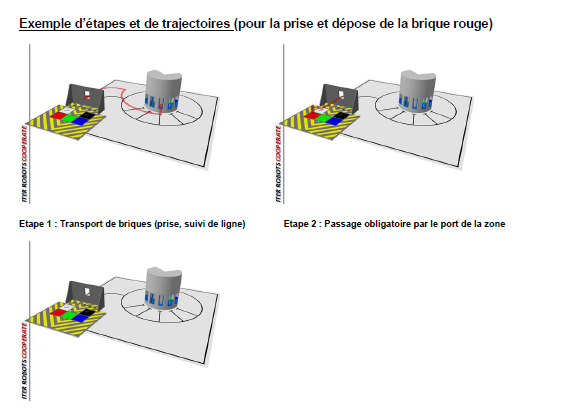 Exemple d'étapes et de trajectoires (pour la prise et dépose de la brique rouge)
ITER ROBOTS COOPERATE
ITER ROBOTS COOPERATE
Etape 1 : Transport de briques (prise, suivi de ligne)
Etape 2 : Passage obligatoire par le port de la zone
ITER ROBOTS COOPERATE